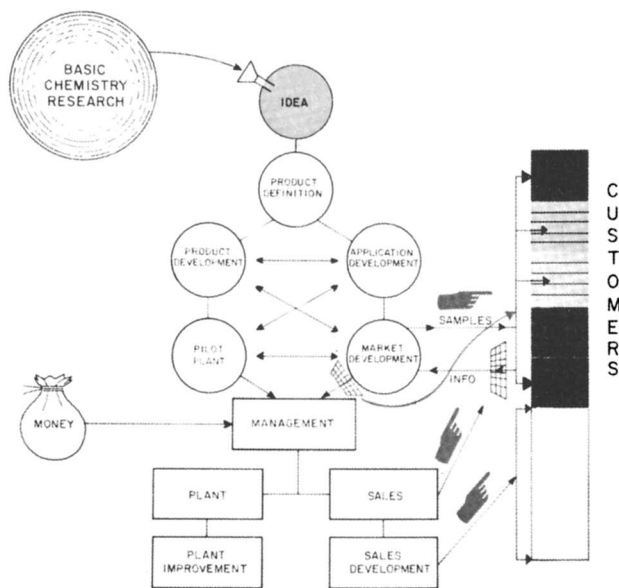 BASIC
CHEMISTRY
RESEARCH
IDEA
PRODUCT
DEFINITION
PRODUCT
DEVELOPMENT
APPLICATION
DEVELOPMENT
PILOT
PLANT
MARKET
DEVELOPMENT
SAMPLES
INFO
CUSTOMERS
MONEY
MANAGEMENT
PLANT
SALES
PLANT
IMPROVEMENT
SALES
DEVELOPMENT